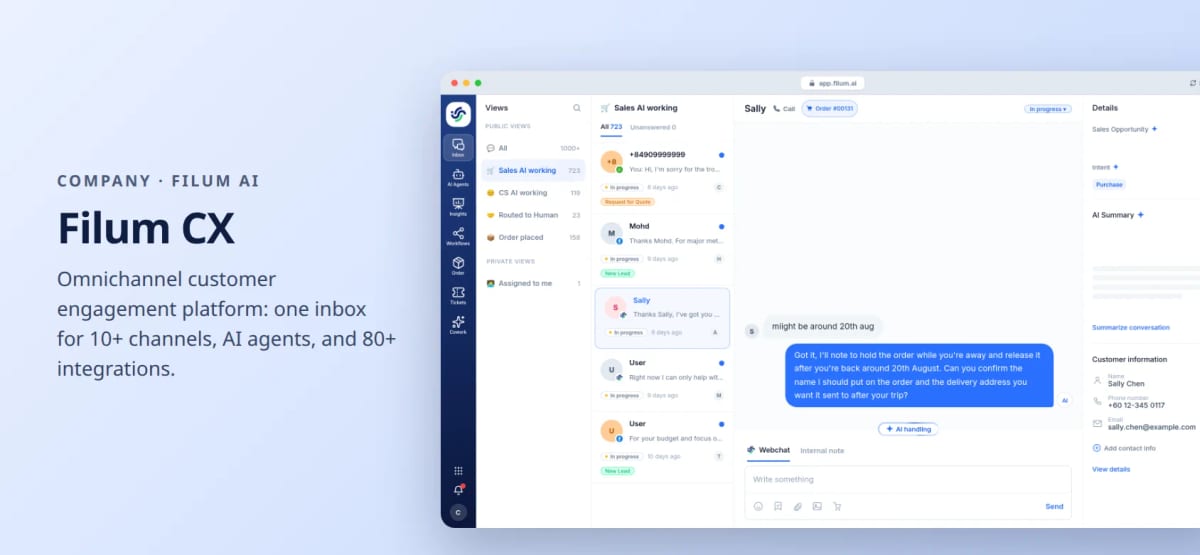 COMPANY · FILUM AI
Filum CX
Omnichannel customer
engagement platform: one inbox
for 10+ channels, AI agents, and 80+
integrations.
app.filum.ai
Inbox
AI Agents
Insights
Workflows
Order
Tickets
Cowork
C
Views
PUBLIC VIEWS
All 1000+
Sales AI working 723
CS AI working 119
Routed to Human 23
Order placed 158
PRIVATE VIEWS
Assigned to me 1
Sales AI working
All 723 Unanswered 0
+8
+84909999999
You: Hi, I'm sorry for the tro...
In progress 8 days ago C
Request for Quote
M
Mohd
Thanks Mohd. For major met...
In progress 9 days ago H
New Lead
S
Sally
Thanks Sally, I've got you ...
In progress 9 days ago A
U
User
Right now I can only help wit...
In progress 9 days ago M
U
User
For your budget and focus o...
In progress 10 days ago T
New Lead
Sally Call Order #00131 In progress
S
miight be around 20th aug
Got it, I'll note to hold the order while you're away and release it
after you're back around 20th August. Can you confirm the
name I should put on the order and the delivery address you
want it sent to after your trip?
AI
AI handling
Webchat Internal note
Write something
Send
Details
Sales Opportunity
Intent
Purchase
AI Summary
Summarize conversation
Customer information
Name
Sally Chen
Phone number
+60 12-345 0117
Email
sally.chen@example.com
Add contact info
View details